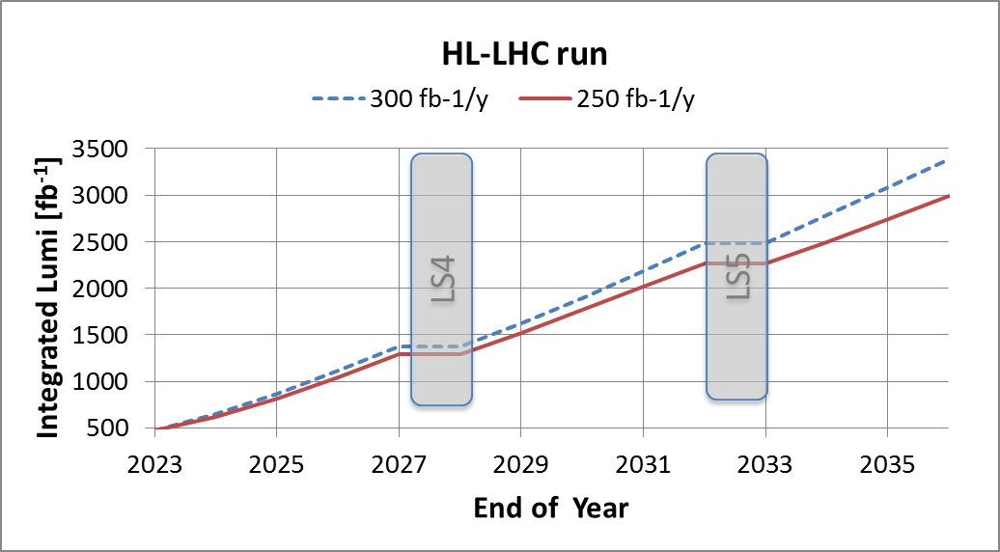 HL-LHC run
300 fb-1/y 250 fb-1/y
Integrated Lumi [fb-1]
3500
3000
2500
2000
1500
1000
500
LS4
LS5
2023 2025 2027 2029 2031 2033 2035
End of Year